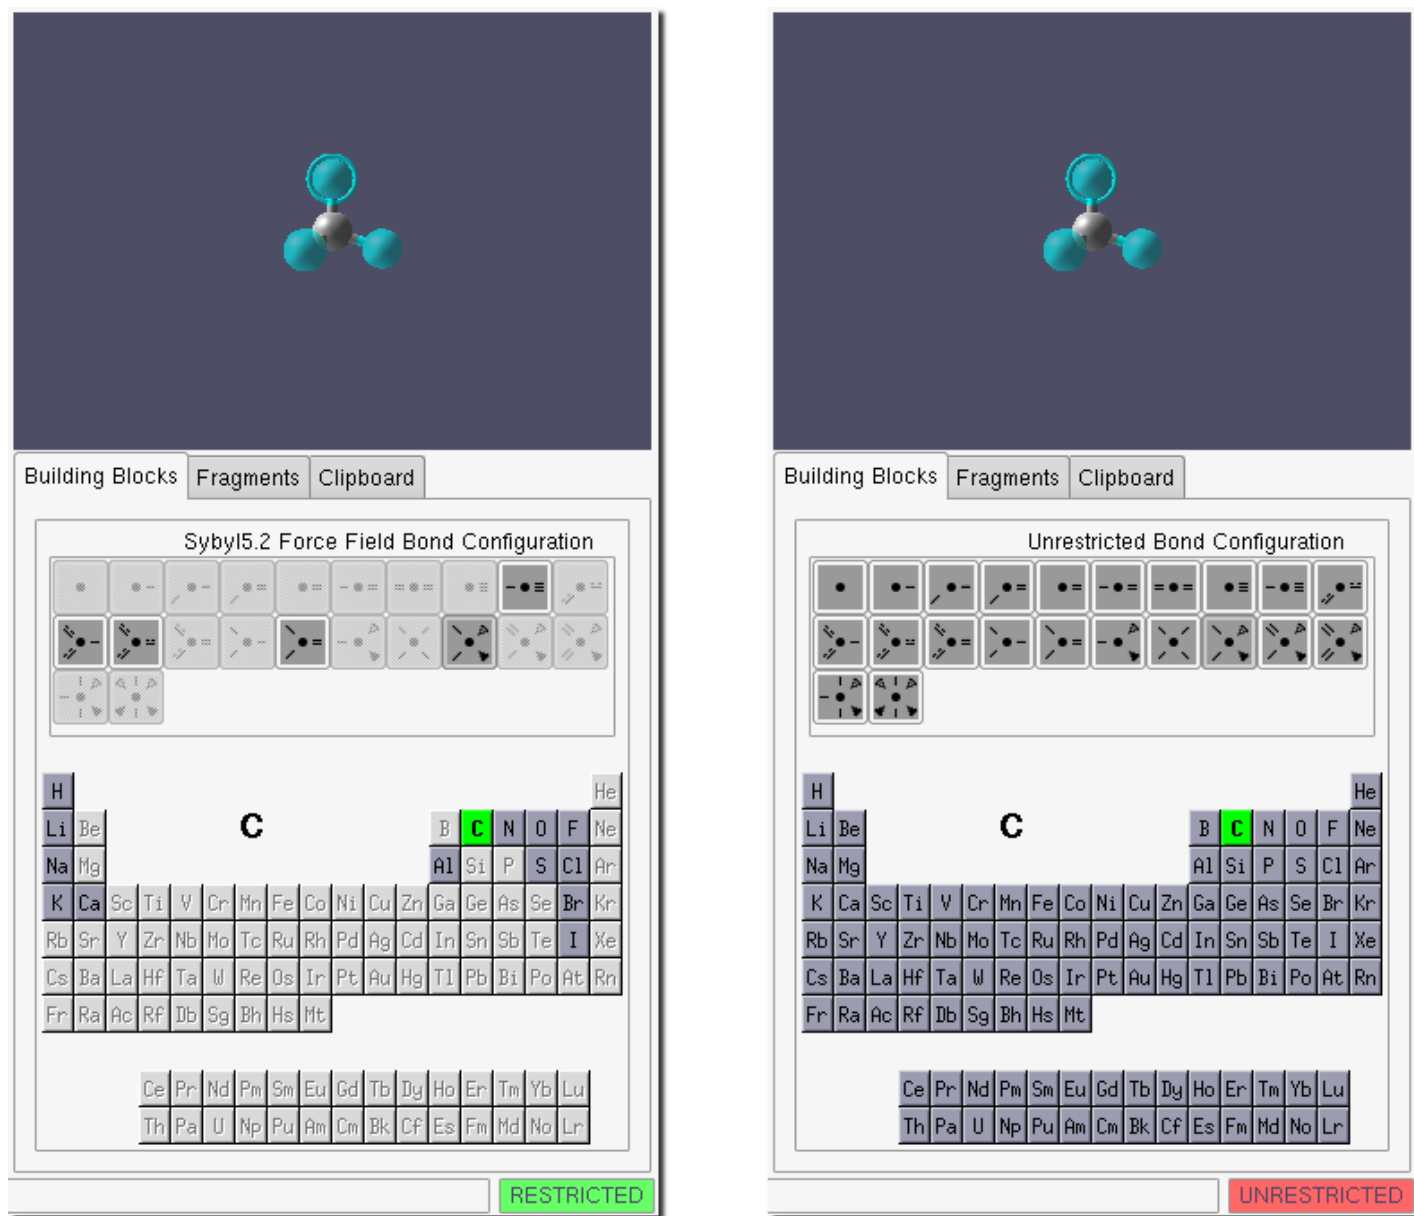 Building Blocks Fragments Clipboard
Sybyl5.2 Force Field Bond Configuration
H He
Li Be C B C N O F Ne
Na Mg Al Si P S Cl Ar
K Ca Sc Ti V Cr Mn Fe Co Ni Cu Zn Ga Ge As Se Br Kr
Rb Sr Y Zr Nb Mo Tc Ru Rh Pd Ag Cd In Sn Sb Te I Xe
Cs Ba La Hf Ta W Re Os Ir Pt Au Hg Tl Pb Bi Po At Rn
Fr Ra Ac Rf Db Sg Bh Hs Mt
Ce Pr Nd Pm Sm Eu Gd Tb Dy Ho Er Tm Yb Lu
Th Pa U Np Pu Am Cm Bk Cf Es Fm Md No Lr
RESTRICTED
Building Blocks Fragments Clipboard
Unrestricted Bond Configuration
H He
Li Be C B C N O F Ne
Na Mg Al Si P S Cl Ar
K Ca Sc Ti V Cr Mn Fe Co Ni Cu Zn Ga Ge As Se Br Kr
Rb Sr Y Zr Nb Mo Tc Ru Rh Pd Ag Cd In Sn Sb Te I Xe
Cs Ba La Hf Ta W Re Os Ir Pt Au Hg Tl Pb Bi Po At Rn
Fr Ra Ac Rf Db Sg Bh Hs Mt
Ce Pr Nd Pm Sm Eu Gd Tb Dy Ho Er Tm Yb Lu
Th Pa U Np Pu Am Cm Bk Cf Es Fm Md No Lr
UNRESTRICTED